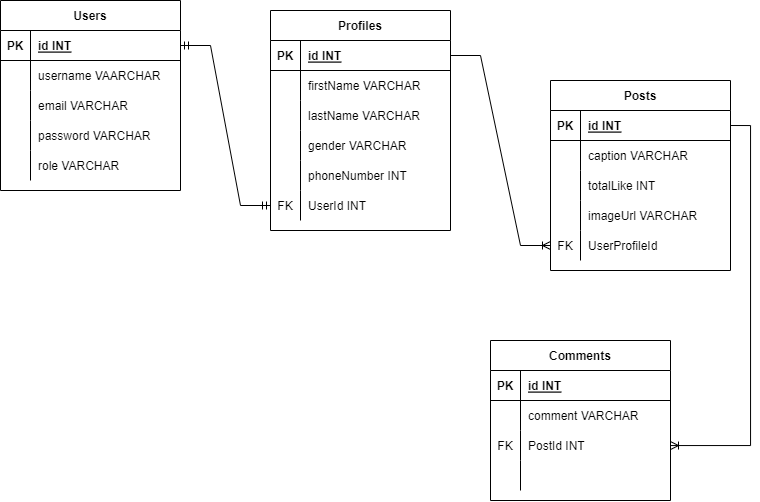 Users
PK id INT
username VAARCHAR
email VARCHAR
password VARCHAR
role VARCHAR
Profiles
PK id INT
firstName VARCHAR
lastName VARCHAR
gender VARCHAR
phoneNumber INT
FK UserId INT
Posts
PK id INT
caption VARCHAR
totalLike INT
imageUrl VARCHAR
FK UserProfileId
Comments
PK id INT
comment VARCHAR
FK PostId INT